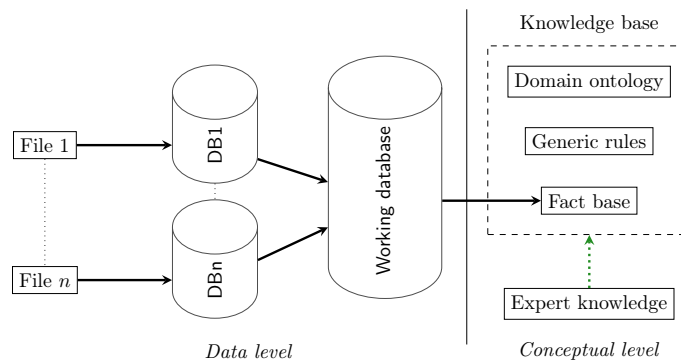 Knowledge base
Domain ontology
File 1
DB1
Working database
Generic rules
Fact base
File n
DBn
Expert knowledge
Data level
Conceptual level